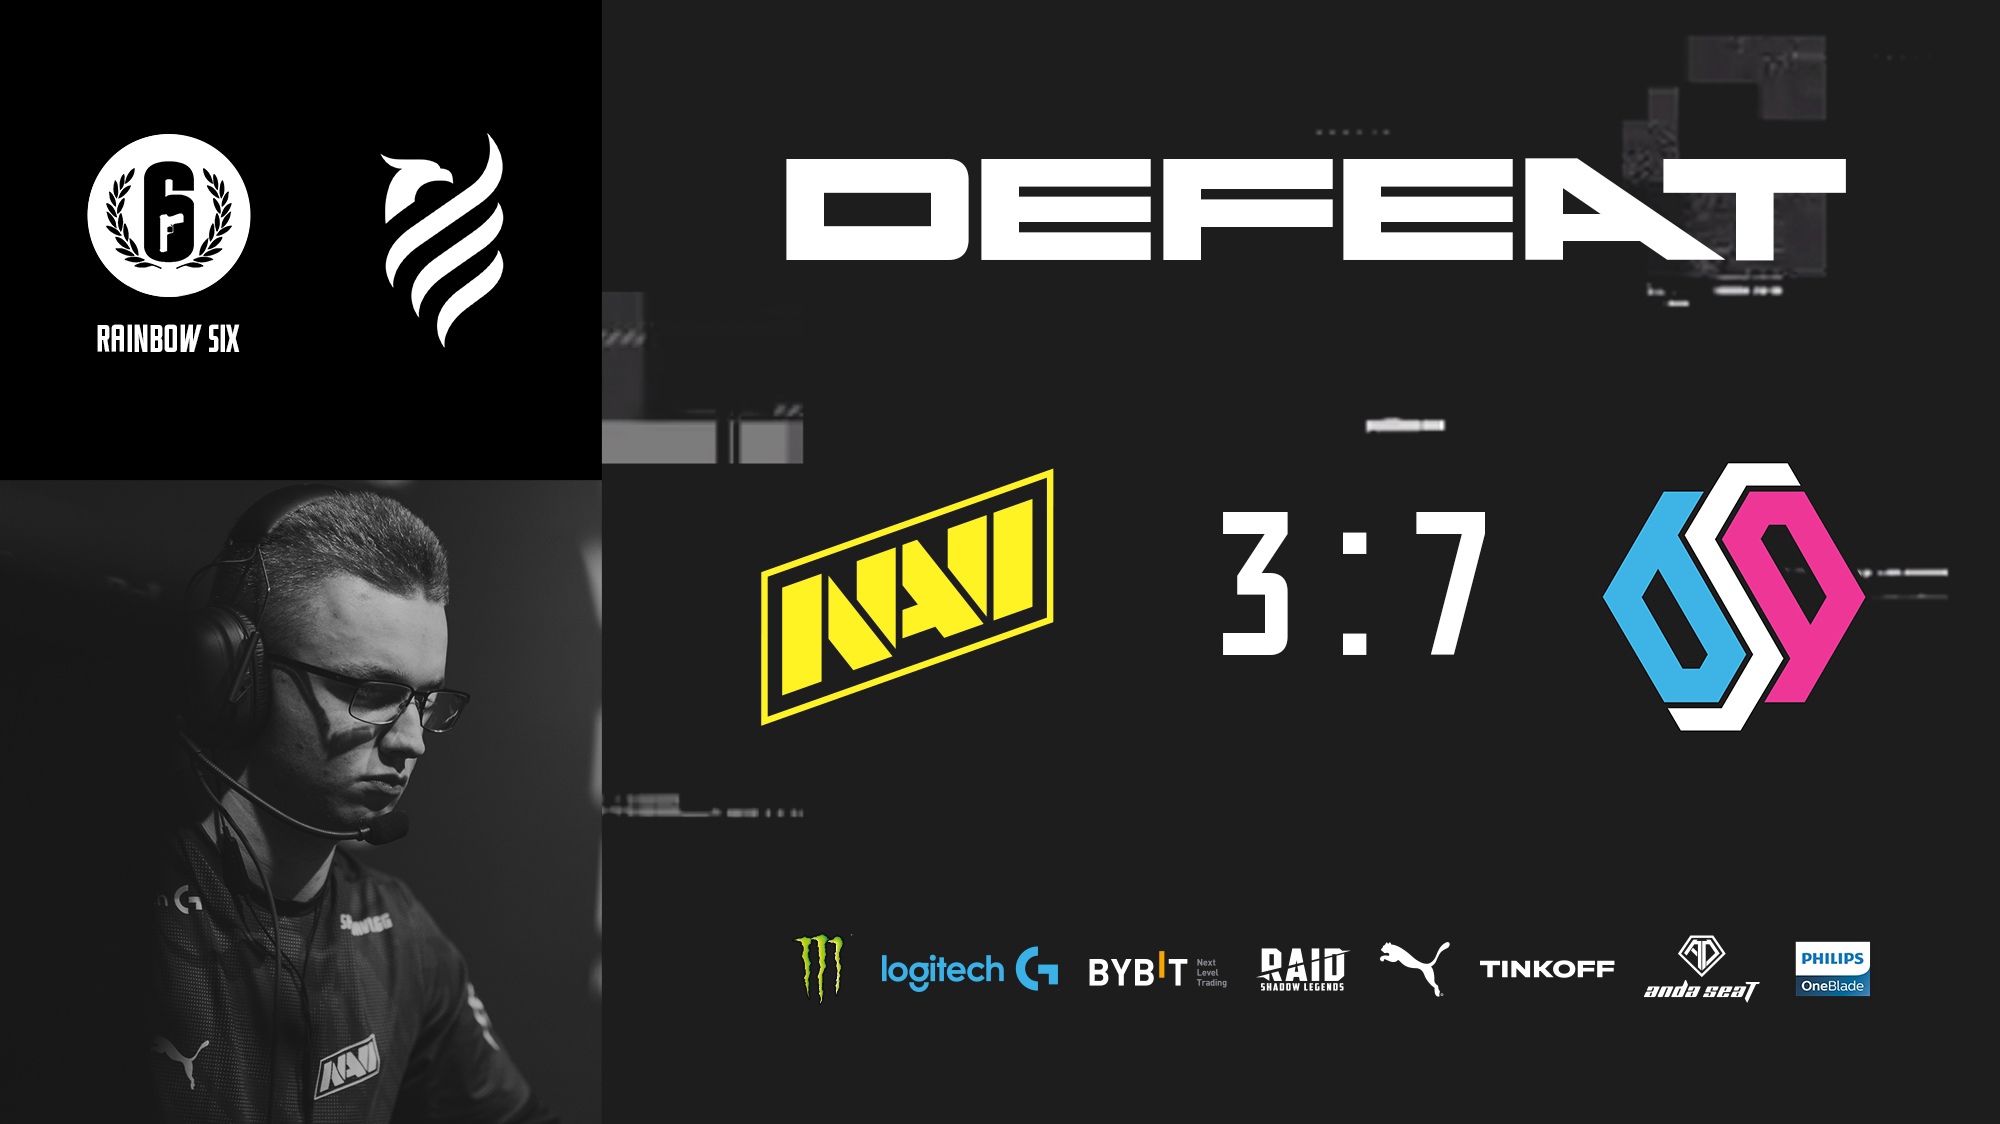 RAINBOW SIX
DEFEAT
NAVI
3:7
logitech G
BYBIT Next
Level
Trading
RAID
SHADOW LEGENDS
TINKOFF
anda seaT
PHILIPS
OneBlade
G
NAVI